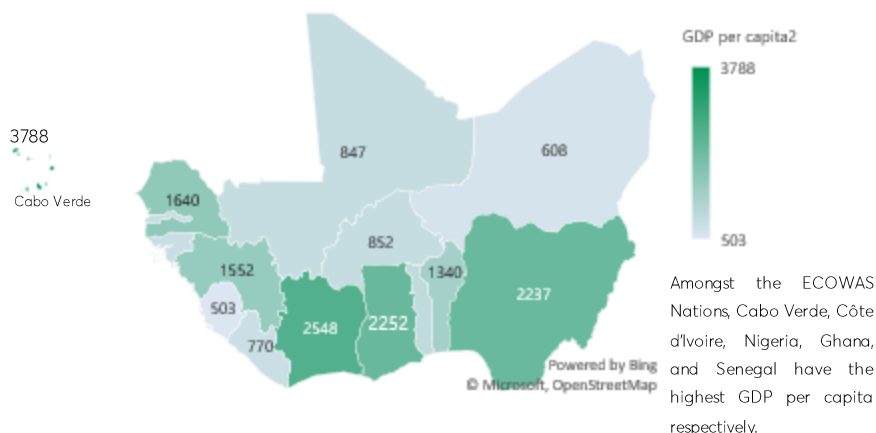 GDP per capita2
3788
503
3788
Cabo Verde
847
608
1640
852
1552
1340
503
2237
2548
2252
770
Powered by Bing
© Microsoft, OpenStreetMap
Amongst the ECOWAS
Nations, Cabo Verde, Côte
d'Ivoire, Nigeria, Ghana,
and Senegal have the
highest GDP per capita
respectively.